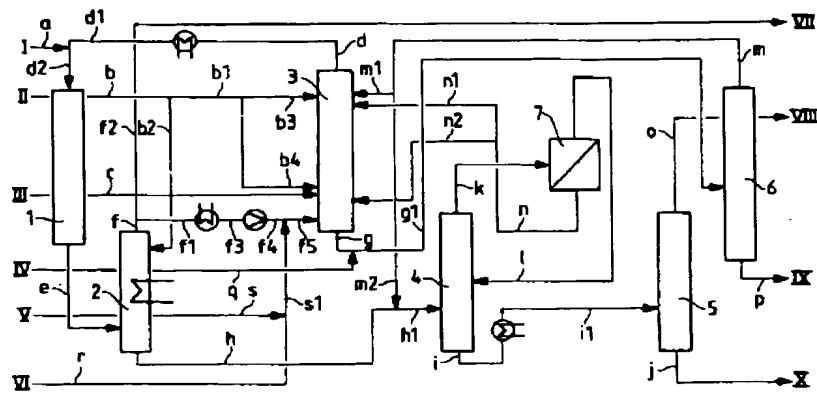 I a d1 d m VII
d2
II b b1 3 m1 n1 7
b3 n2 o VIII
f2 b2
b4 k 6
III c
1 n g1
f f1 f3 f4 f5 g l
IV q m2 4 p IX
e 2 i1 5
V s s1 h1
h i
VI r j X